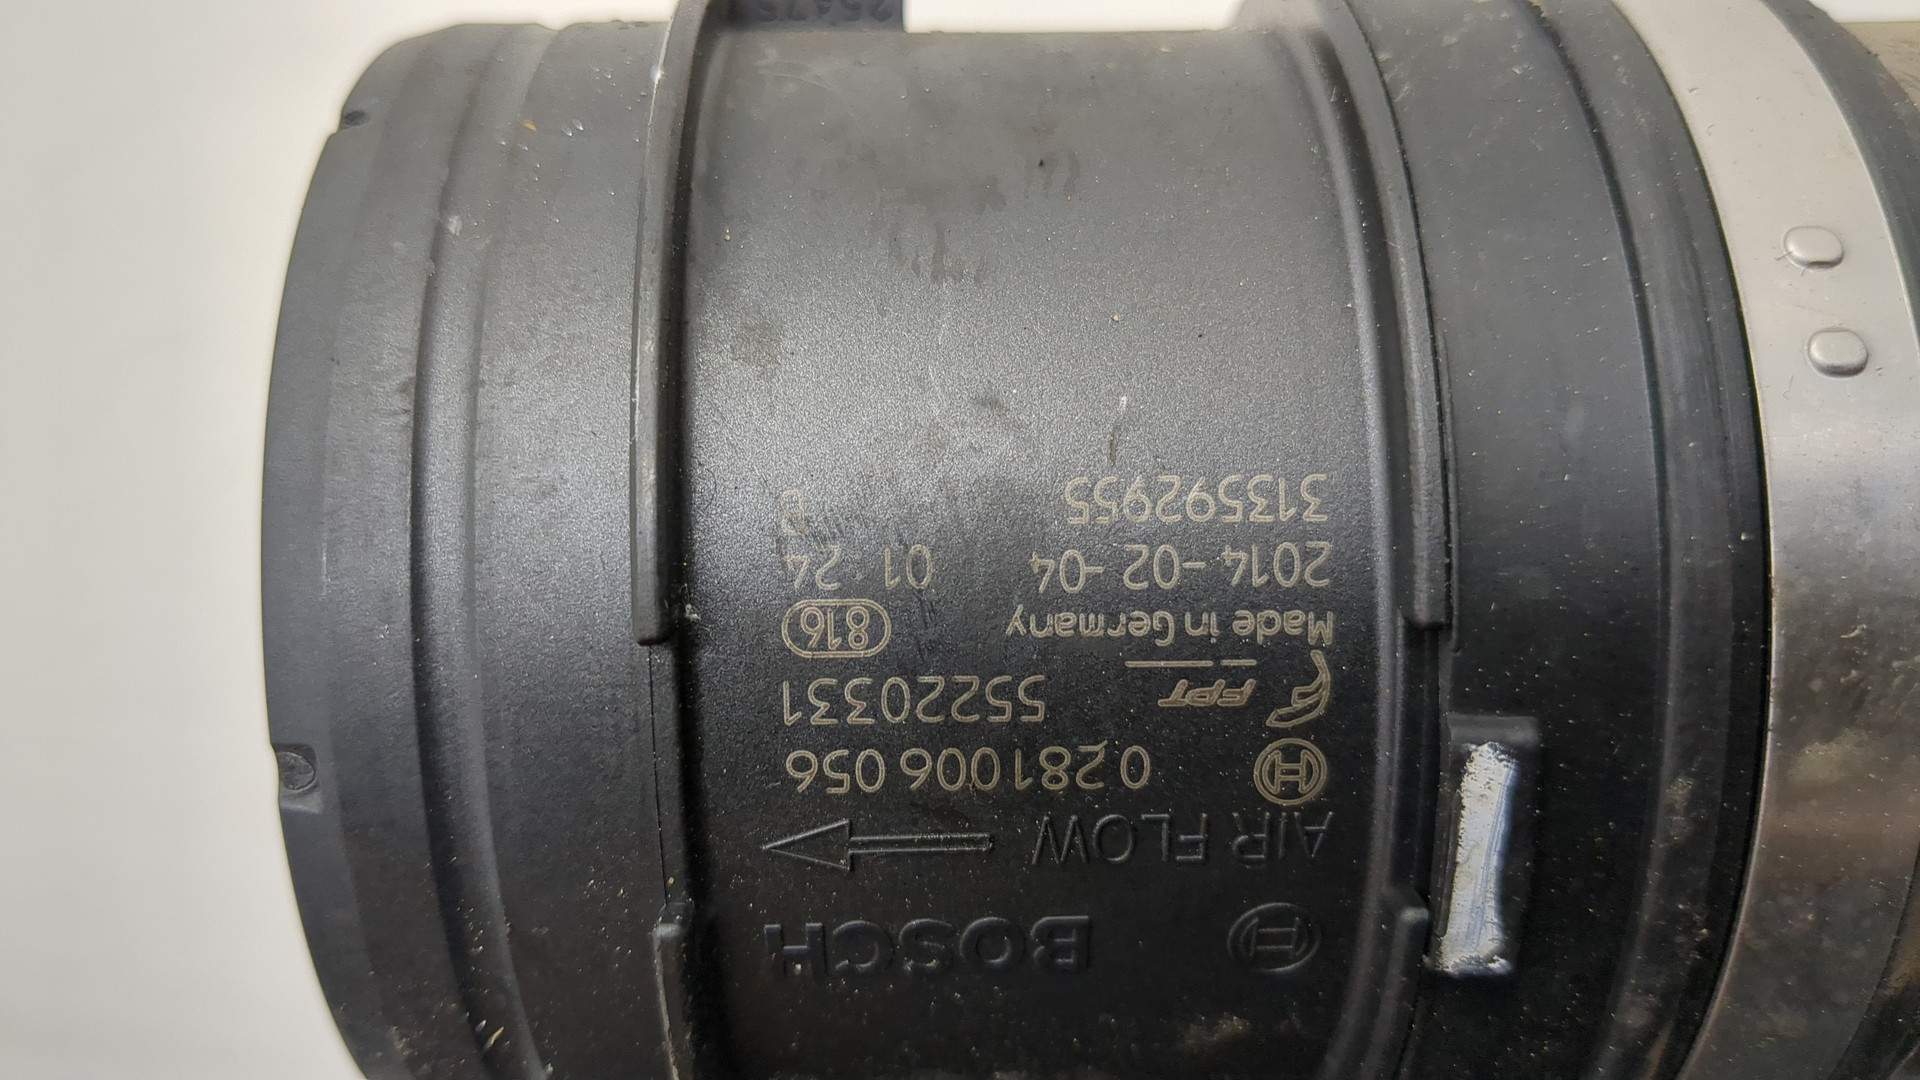 BOSCH
AIR FLOW
0 281 006 056
FPT 55220331
Made in Germany 816
2014-02-04 01 24
313592955 B